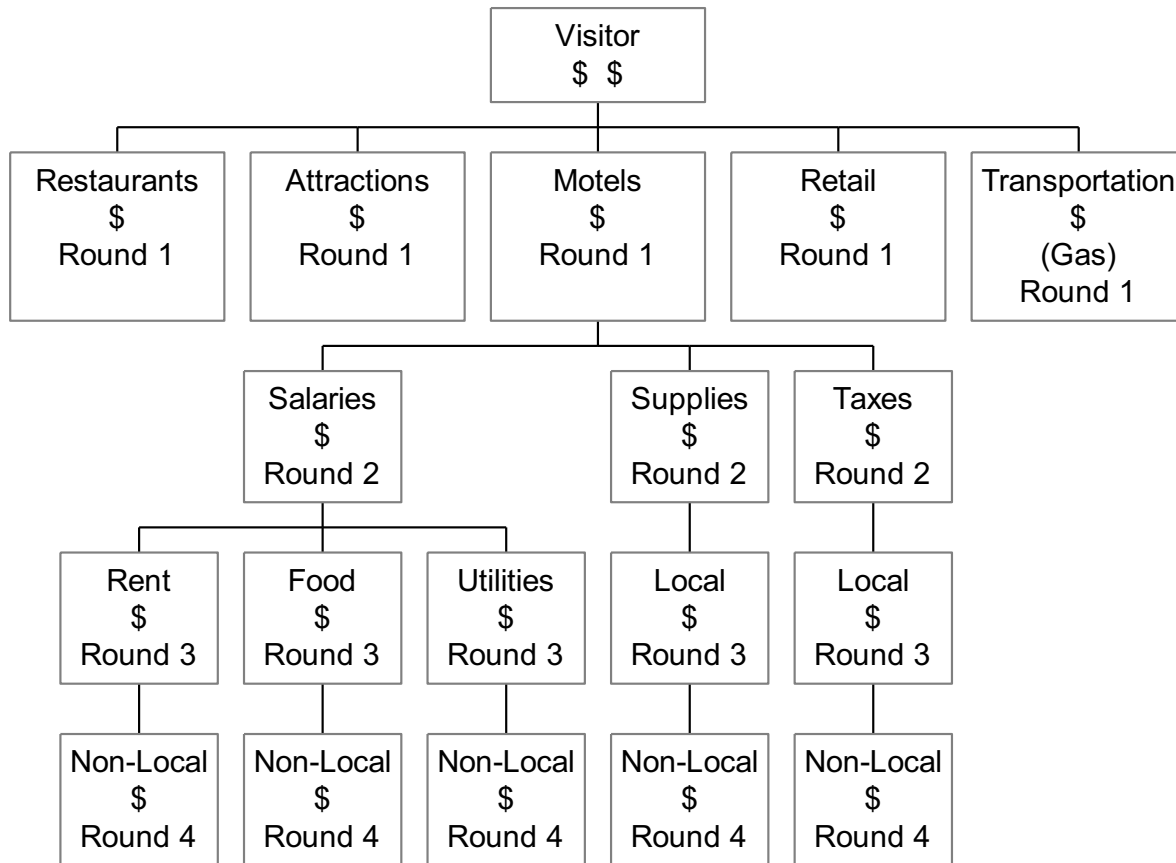 Visitor
$ $
Restaurants
$
Round 1
Attractions
$
Round 1
Motels
$
Round 1
Retail
$
Round 1
Transportation
$
(Gas)
Round 1
Salaries
$
Round 2
Supplies
$
Round 2
Taxes
$
Round 2
Rent
$
Round 3
Food
$
Round 3
Utilities
$
Round 3
Local
$
Round 3
Local
$
Round 3
Non-Local
$
Round 4
Non-Local
$
Round 4
Non-Local
$
Round 4
Non-Local
$
Round 4
Non-Local
$
Round 4